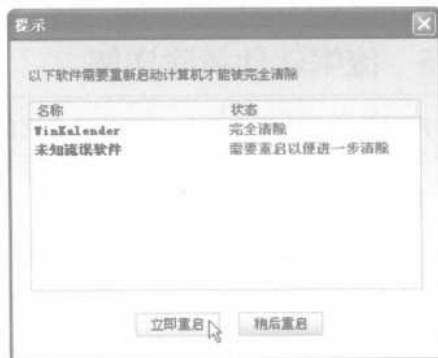 提示
以下软件需要重新启动计算机才能被完全清除
名称 状态
WinKalender 完全清除
未知流氓软件 需要重启以便进一步清除
立即重启 稍后重启